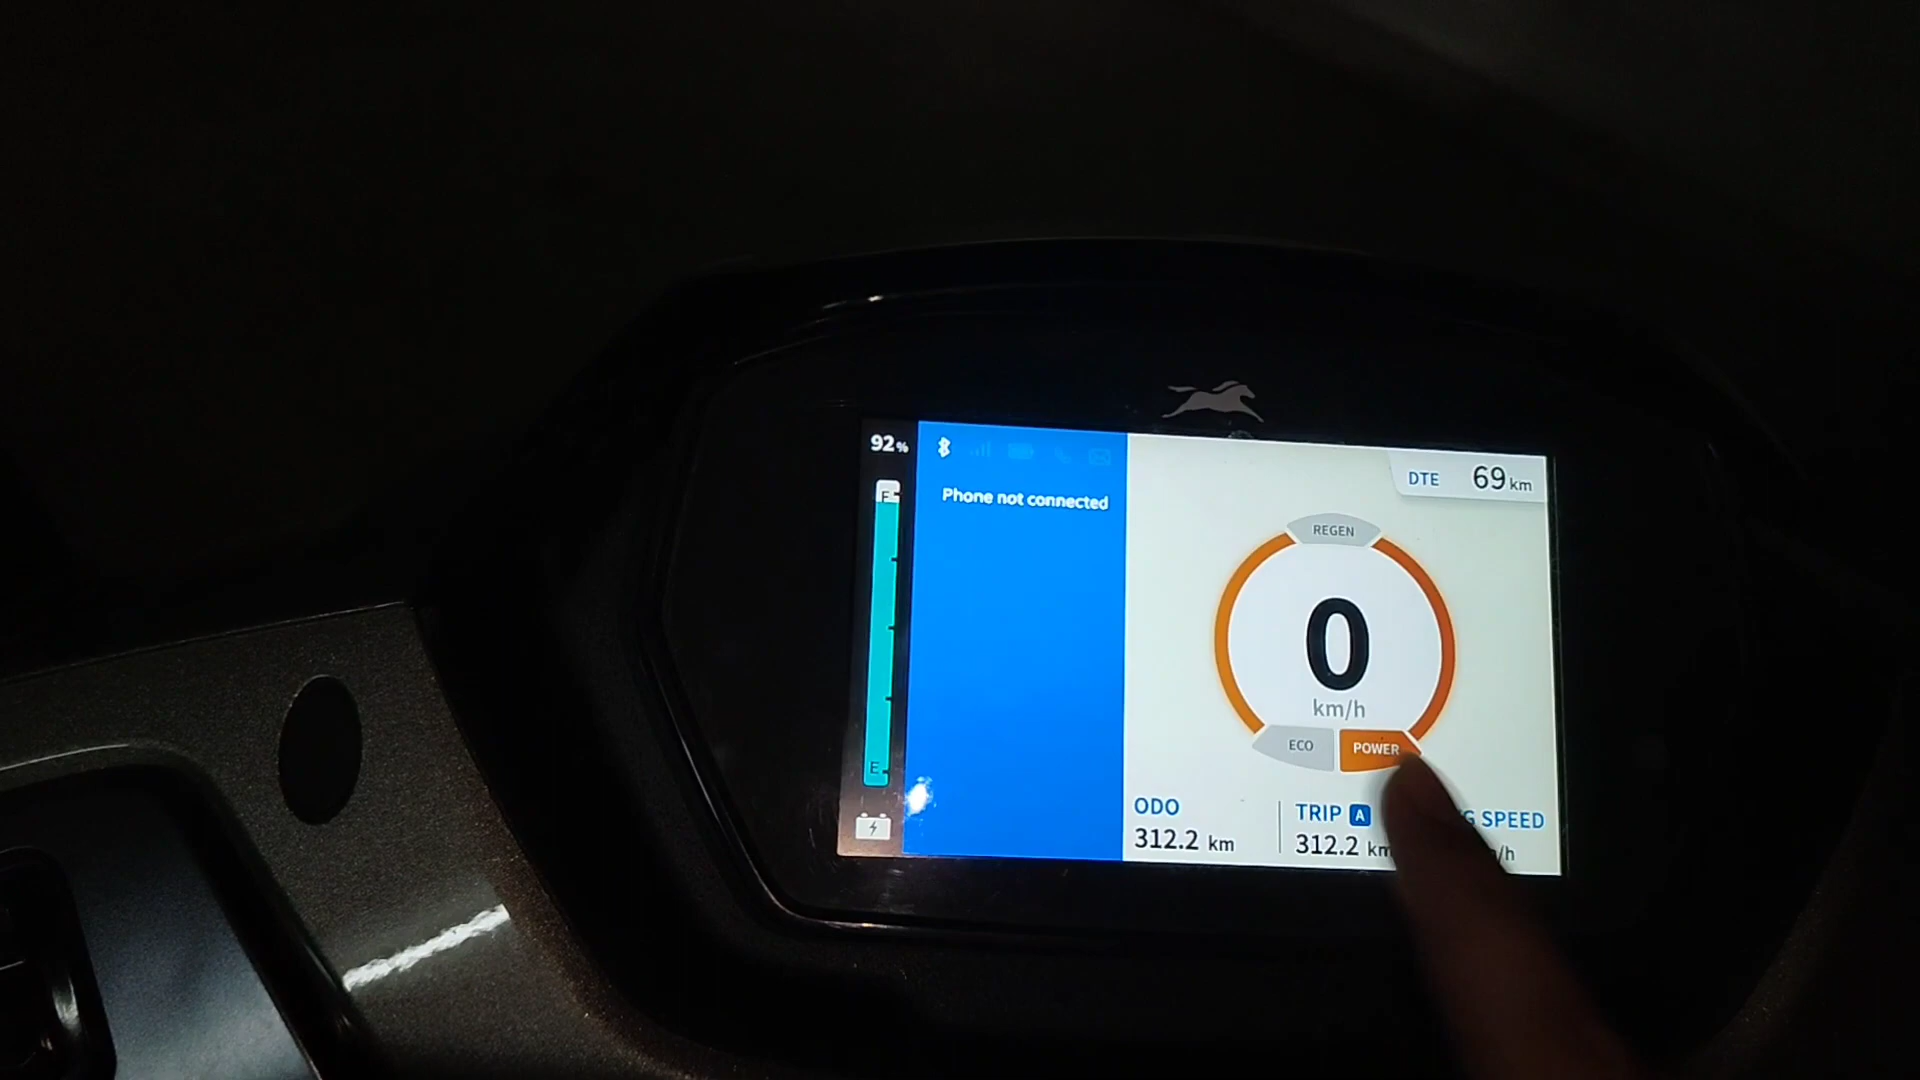 92%
F
E
Phone not connected
DTE 69 km
REGEN
0
km/h
ECO
POWER
ODO
312.2 km
TRIP A
312.2 km
SPEED
/h